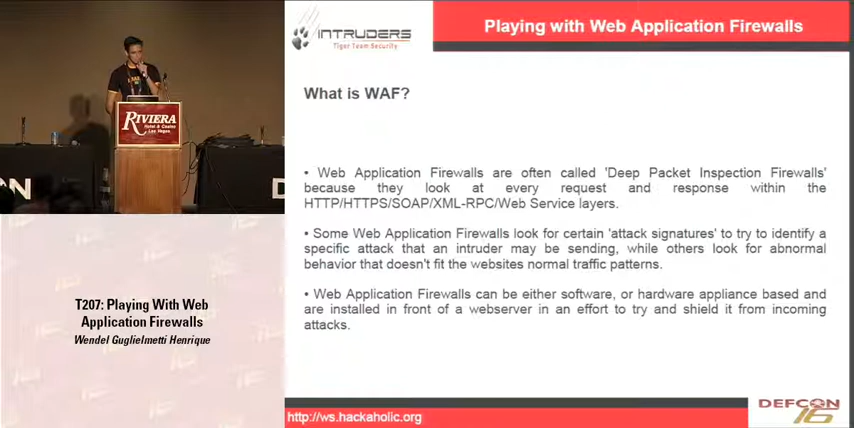 INTRUDERS
Tiger Team Security
Playing with Web Application Firewalls
RIVIERA
Hotel & Casino
Las Vegas
What is WAF?
• Web Application Firewalls are often called 'Deep Packet Inspection Firewalls'
because they look at every request and response within the
HTTP/HTTPS/SOAP/XML-RPC/Web Service layers.
• Some Web Application Firewalls look for certain 'attack signatures' to try to identify a
specific attack that an intruder may be sending, while others look for abnormal
behavior that doesn't fit the websites normal traffic patterns.
• Web Application Firewalls can be either software, or hardware appliance based and
are installed in front of a webserver in an effort to try and shield it from incoming
attacks.
T207: Playing With Web
Application Firewalls
Wendel Guglielmetti Henrique
http://ws.hackaholic.org
DEFCON
16